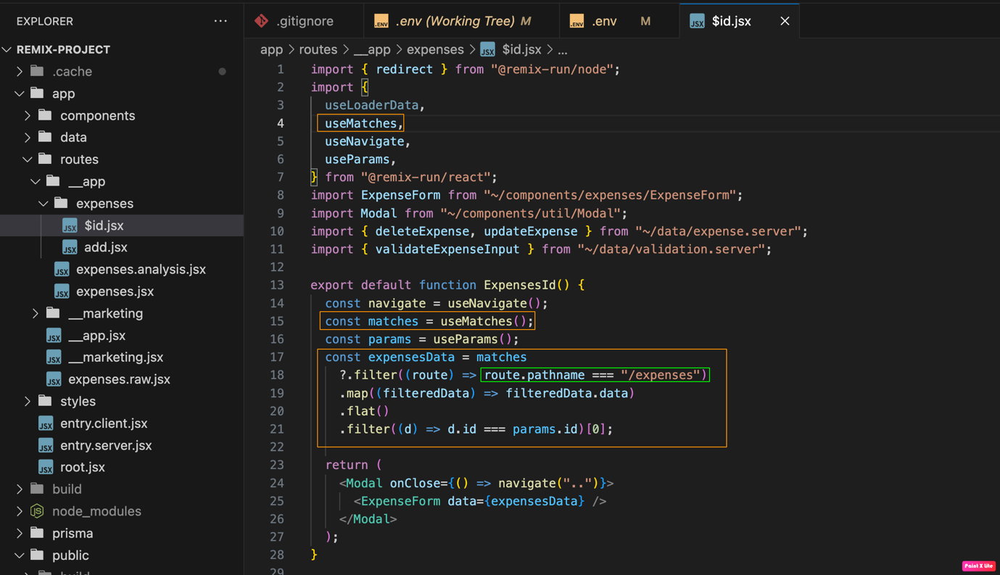 EXPLORER ...
REMIX-PROJECT
.cache
app
components
data
routes
__app
expenses
$id.jsx
add.jsx
expenses.analysis.jsx
expenses.jsx
__marketing
__app.jsx
__marketing.jsx
expenses.raw.jsx
styles
entry.client.jsx
entry.server.jsx
root.jsx
build
node_modules
prisma
public
build
.gitignore .env (Working Tree) M .env M $id.jsx
app > routes > __app > expenses > $id.jsx > ...
1 import { redirect } from "@remix-run/node";
2 import {
3 useLoaderData,
4 useMatches,
5 useNavigate,
6 useParams,
7 } from "@remix-run/react";
8 import ExpenseForm from "~/components/expenses/ExpenseForm";
9 import Modal from "~/components/util/Modal";
10 import { deleteExpense, updateExpense } from "~/data/expense.server";
11 import { validateExpenseInput } from "~/data/validation.server";
12
13 export default function ExpensesId() {
14 const navigate = useNavigate();
15 const matches = useMatches();
16 const params = useParams();
17 const expensesData = matches
18 ?.filter((route) => route.pathname === "/expenses")
19 .map((filteredData) => filteredData.data)
20 .flat()
21 .filter((d) => d.id === params.id)[0];
22
23 return (
24 <Modal onClose={() => navigate("..")}>
25 <ExpenseForm data={expensesData} />
26 </Modal>
27 );
28 }
29
Paint X lite